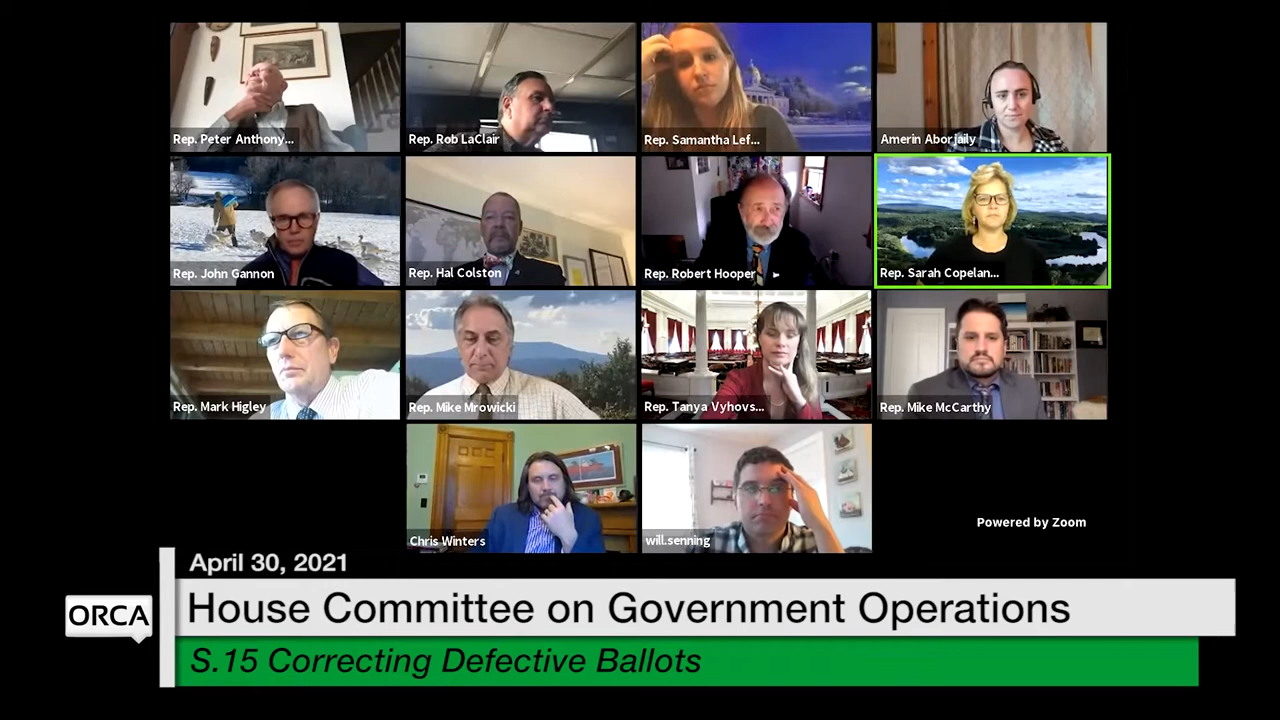 Rep. Peter Anthony...
Rep. Rob LaClair
Rep. Samantha Lef...
Amerin Aborjaily
Rep. John Gannon
Rep. Hal Colston
Rep. Robert Hooper
Rep. Sarah Copelan...
Rep. Mark Higley
Rep. Mike Mrowicki
Rep. Tanya Vyhovs...
Rep. Mike McCarthy
Chris Winters
will.senning
Powered by Zoom
April 30, 2021
ORCA
House Committee on Government Operations
S.15 Correcting Defective Ballots